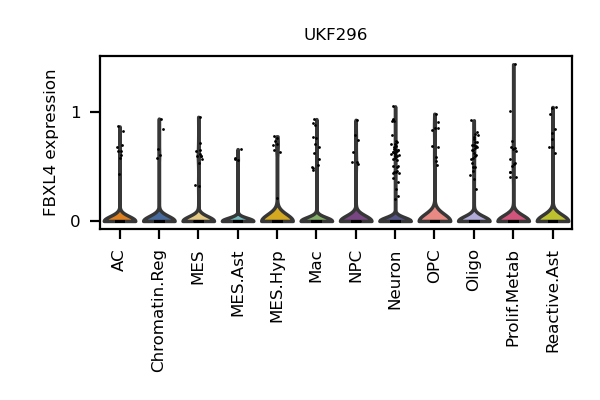 UKF296
FBXL4 expression
1
0
AC
Chromatin.Reg
MES
MES.Ast
MES.Hyp
Mac
NPC
Neuron
OPC
Oligo
Prolif.Metab
Reactive.Ast